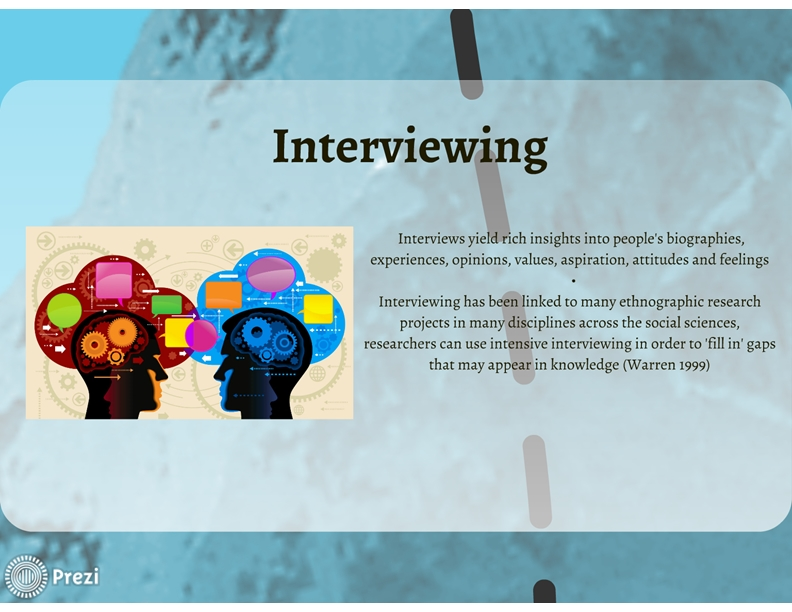 Interviewing
Interviews yield rich insights into people's biographies,
experiences, opinions, values, aspiration, attitudes and feelings
•
Interviewing has been linked to many ethnographic research
projects in many disciplines across the social sciences,
researchers can use intensive interviewing in order to 'fill in' gaps
that may appear in knowledge (Warren 1999)
Prezi